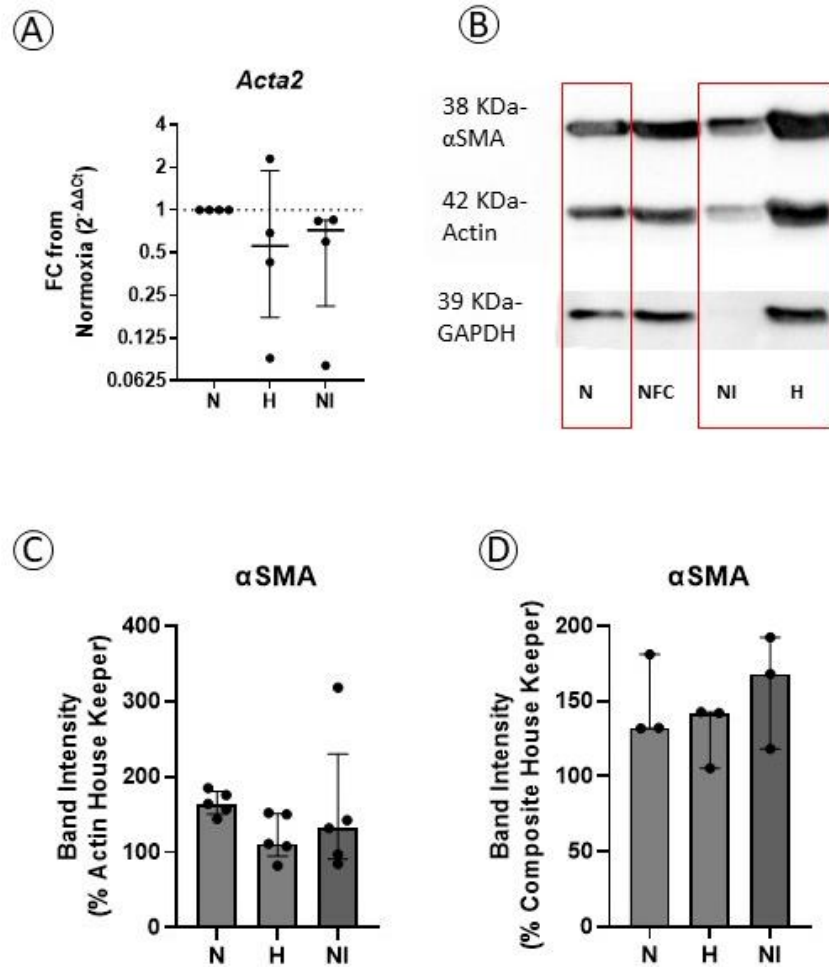 A
Acta2
FC from
Normoxia (2^-ΔΔCt)
4
2
1
0.5
0.25
0.125
0.0625
N H NI
B
38 KDa-
αSMA
42 KDa-
Actin
39 KDa-
GAPDH
N NFC NI H
C
αSMA
Band Intensity
(% Actin House Keeper)
400
300
200
100
0
N H NI
D
αSMA
Band Intensity
(% Composite House Keeper)
200
150
100
50
0
N H NI